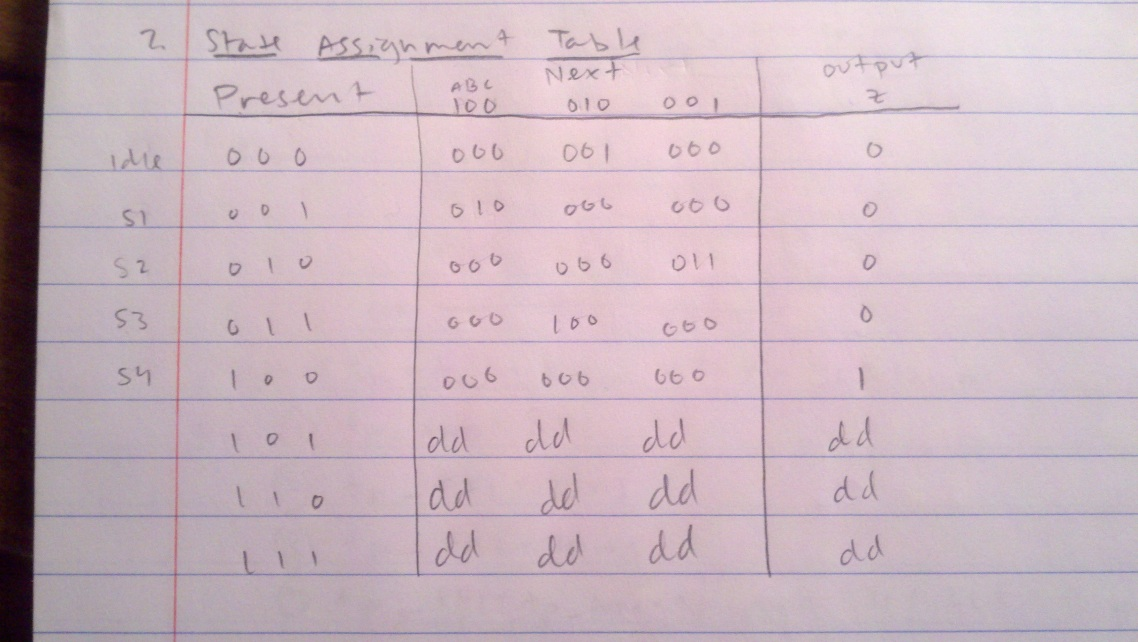 2. State Assignment Table
Present ABC Next output
100 010 001 z
Idle 000 000 001 000 0
S1 001 010 000 000 0
S2 010 000 000 011 0
S3 011 000 100 000 0
S4 100 000 000 000 1
101 dd dd dd dd
110 dd dd dd dd
111 dd dd dd dd